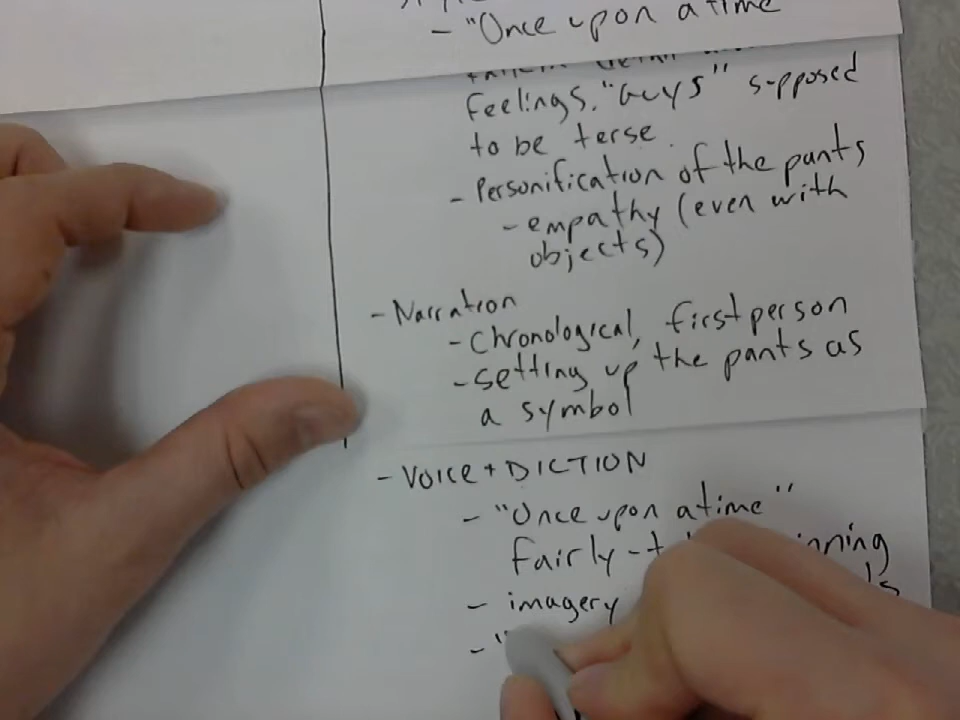 - "Once upon a time
Feelings. "Guys" supposed
to be terse.
- Personification of the pants
- empathy (even with
objects)
- Narration
- Chronological, first person
- setting up the pants as
a symbol
- VOICE + DICTION
- "Once upon a time"
fairly-
- imagery
- "